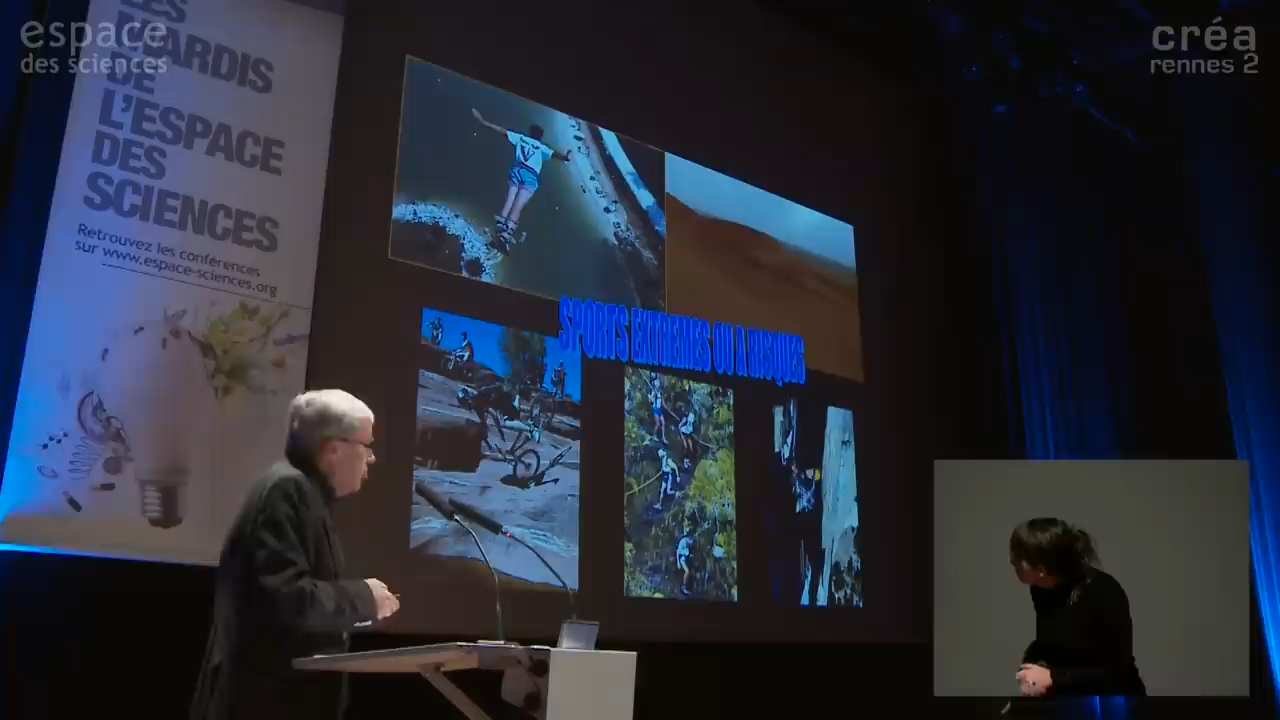 espace
des sciences
créa
rennes 2
LES
MARDIS
DE
L'ESPACE
DES
SCIENCES
Retrouvez les conférences
sur www.espace-sciences.org
SPORTS EXTREMES OU A RISQUES